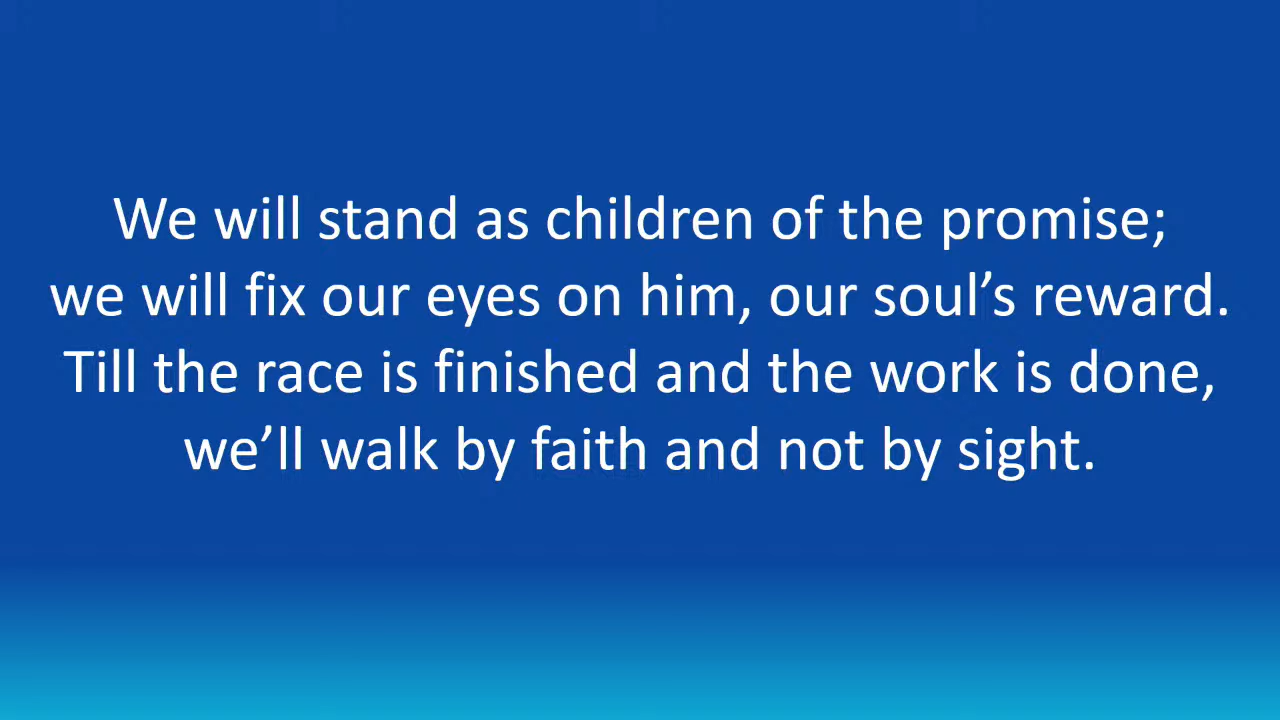 We will stand as children of the promise;
we will fix our eyes on him, our soul’s reward.
Till the race is finished and the work is done,
we’ll walk by faith and not by sight.